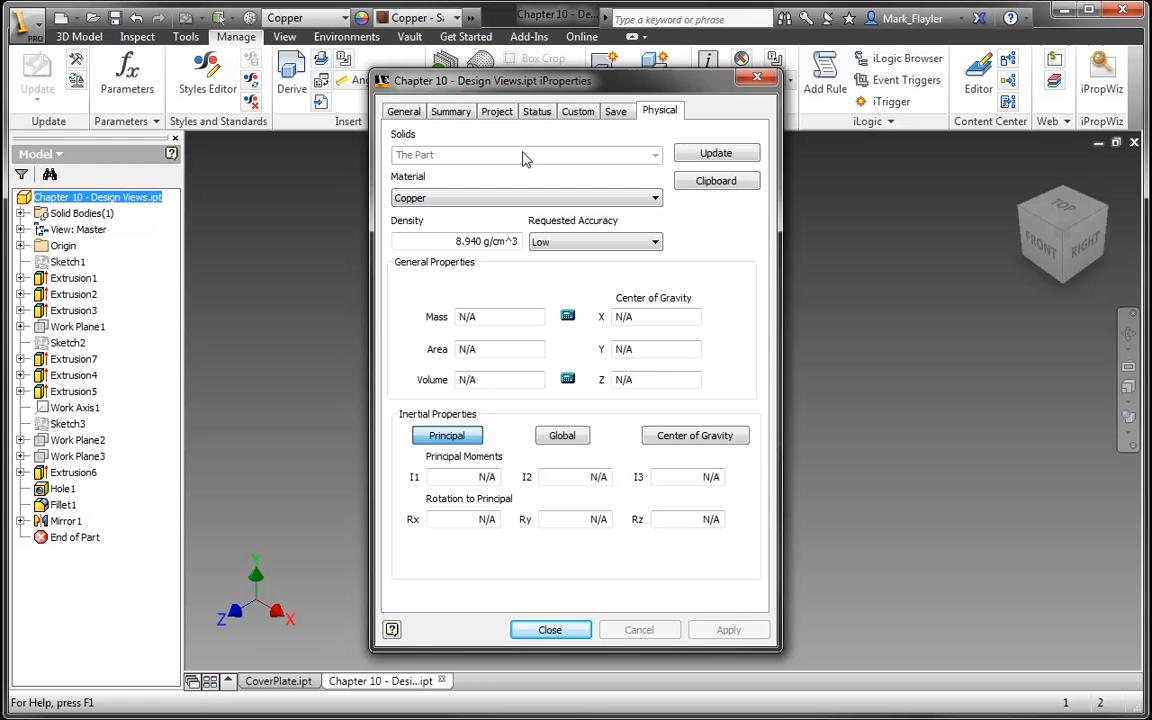 PRO
Copper
Copper - S
Chapter 10 - De...
Type a keyword or phrase
Mark_Flayler
3D Model
Inspect
Tools
Manage
View
Environments
Vault
Get Started
Add-Ins
Online
Update
Parameters
Styles Editor
Derive
An
Box Crop
Add Rule
iLogic Browser
Event Triggers
iTrigger
Editor
iPropWiz
Update
Parameters
Styles and Standards
Insert
iLogic
Content Center
Web
iPropWiz
Model
Chapter 10 - Design Views.ipt
Solid Bodies(1)
View: Master
Origin
Sketch1
Extrusion1
Extrusion2
Extrusion3
Work Plane1
Sketch2
Extrusion7
Extrusion4
Extrusion5
Work Axis1
Sketch3
Work Plane2
Work Plane3
Extrusion6
Hole1
Fillet1
Mirror1
End of Part
Chapter 10 - Design Views.ipt iProperties
General
Summary
Project
Status
Custom
Save
Physical
Solids
The Part
Update
Material
Clipboard
Copper
Density
Requested Accuracy
8.940 g/cm^3
Low
General Properties
Center of Gravity
Mass N/A
X N/A
Area N/A
Y N/A
Volume N/A
Z N/A
Inertial Properties
Principal
Global
Center of Gravity
Principal Moments
I1 N/A
I2 N/A
I3 N/A
Rotation to Principal
Rx N/A
Ry N/A
Rz N/A
Close
Cancel
Apply
TOP
FRONT
RIGHT
Y
Z
X
CoverPlate.ipt
Chapter 10 - Desi...ipt
For Help, press F1
1
2